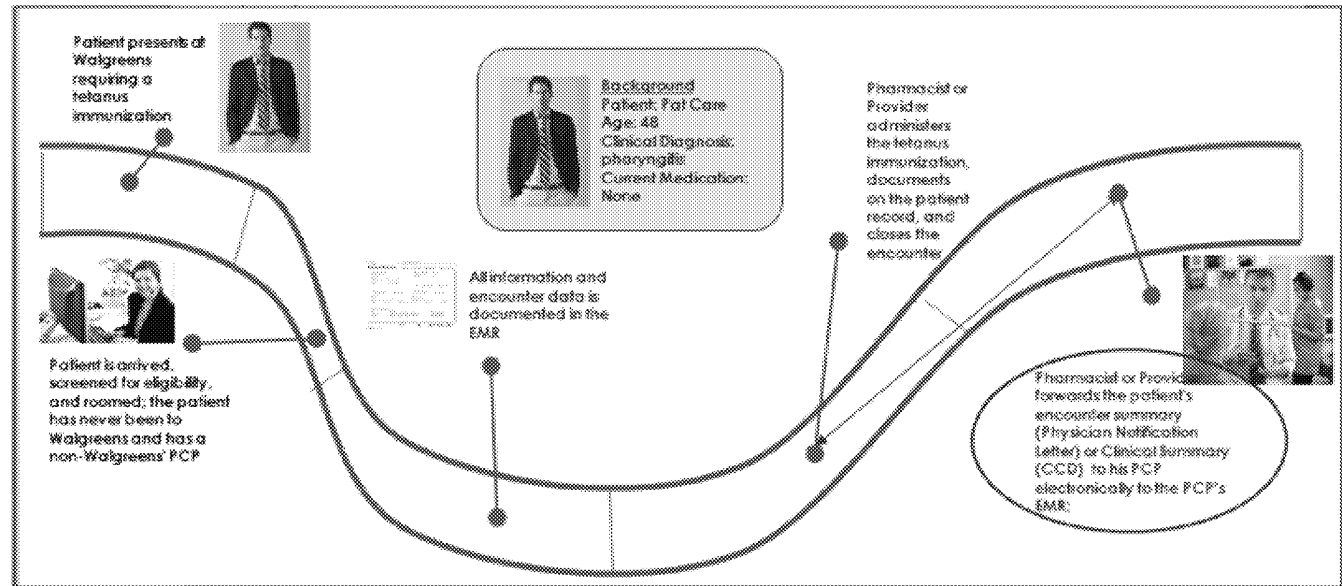 Patient presents at
Walgreens
requiring a
tetanus
immunization
Background
Patient: Pat Care
Age: 48
Clinical Diagnosis:
pharyngitis
Current Medication:
None
Pharmacist or
Provider
administers
the tetanus
immunization,
documents
on the patient
record, and
closes the
encounter
All information and
encounter data is
documented in the
EMR
Patient is arrived,
screened for eligibility,
and roomed; the patient
has never been to
Walgreens and has a
non-Walgreens' PCP
Pharmacist or Provider
forwards the patient's
encounter summary
(Physician Notification
Letter) or Clinical Summary
(CCD) to his PCP
electronically to the PCP's
EMR;